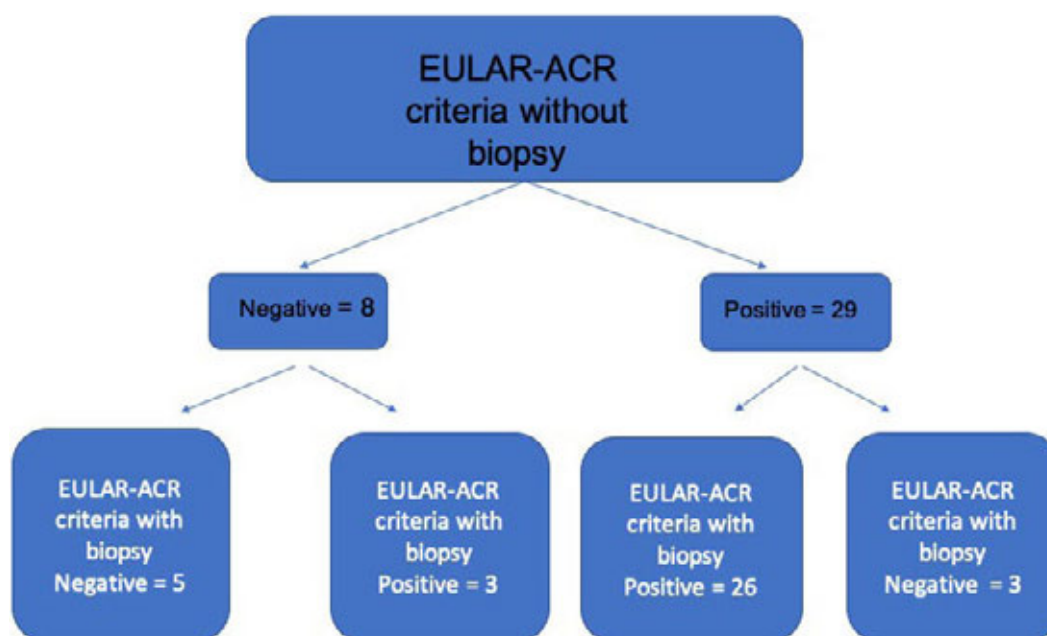 EULAR-ACR
criteria without
biopsy
Negative = 8
Positive = 29
EULAR-ACR
criteria with
biopsy
Negative = 5
EULAR-ACR
criteria with
biopsy
Positive = 3
EULAR-ACR
criteria with
biopsy
Positive = 26
EULAR-ACR
criteria with
biopsy
Negative = 3